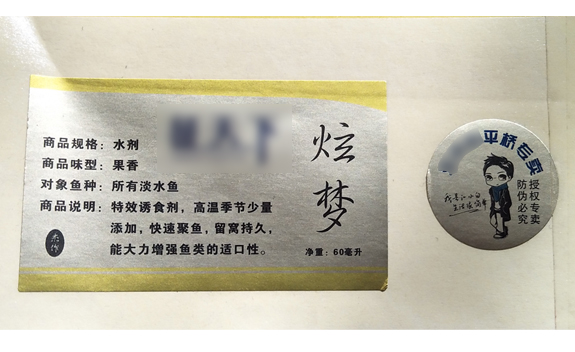 商品规格：水剂
商品味型：果香
对象鱼种：所有淡水鱼
商品说明：特效诱食剂，高温季节少量
添加，快速聚鱼，留窝持久，
能大力增强鱼类的适口性。
炫梦
净重：60毫升
平桥专卖
授权专卖
防伪必究